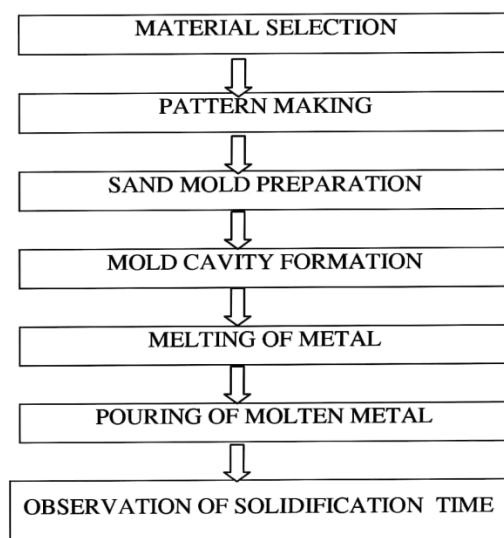 MATERIAL SELECTION
PATTERN MAKING
SAND MOLD PREPARATION
MOLD CAVITY FORMATION
MELTING OF METAL
POURING OF MOLTEN METAL
OBSERVATION OF SOLIDIFICATION TIME